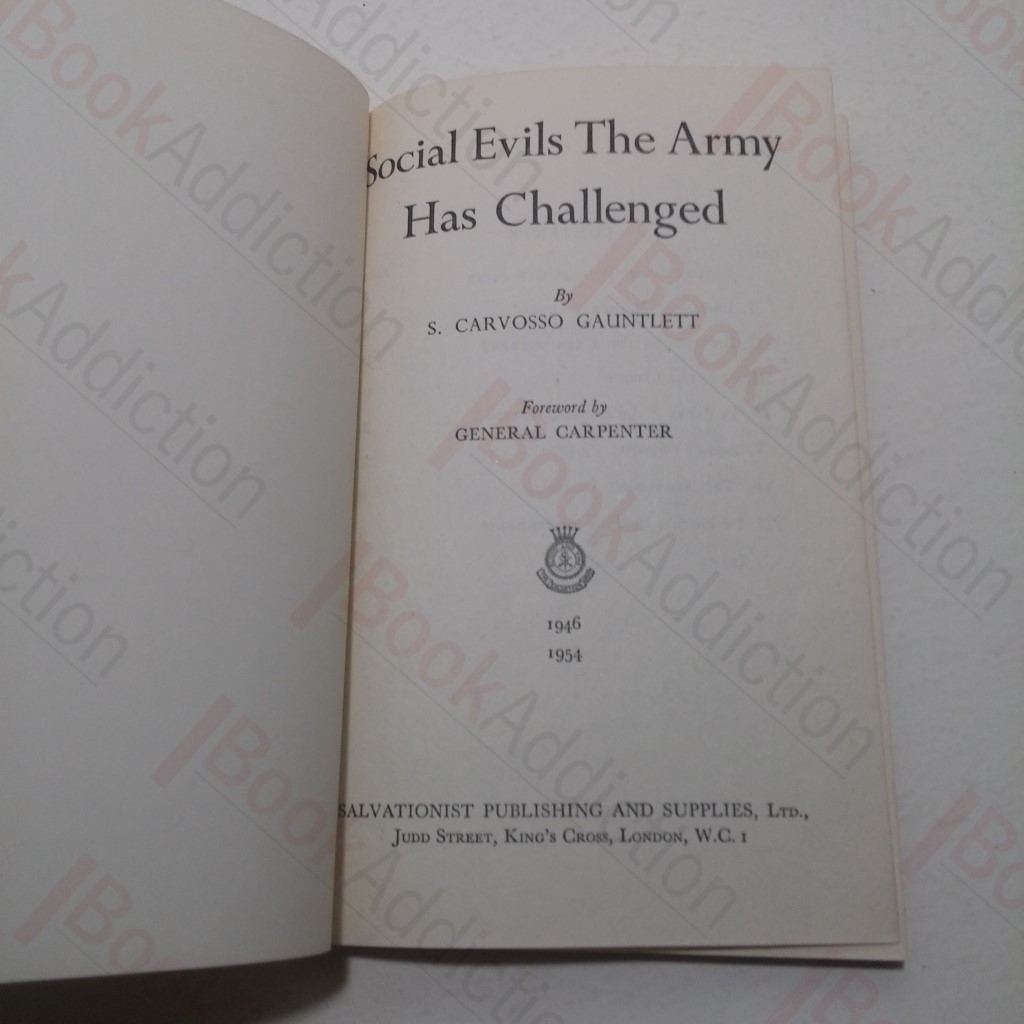 Social Evils The Army
Has Challenged
By
S. CARVOSSO GAUNTLETT
Foreword by
GENERAL CARPENTER
1946
1954
SALVATIONIST PUBLISHING AND SUPPLIES, LTD.,
JUDD STREET, KING'S CROSS, LONDON, W.C. 1
BookAddiction